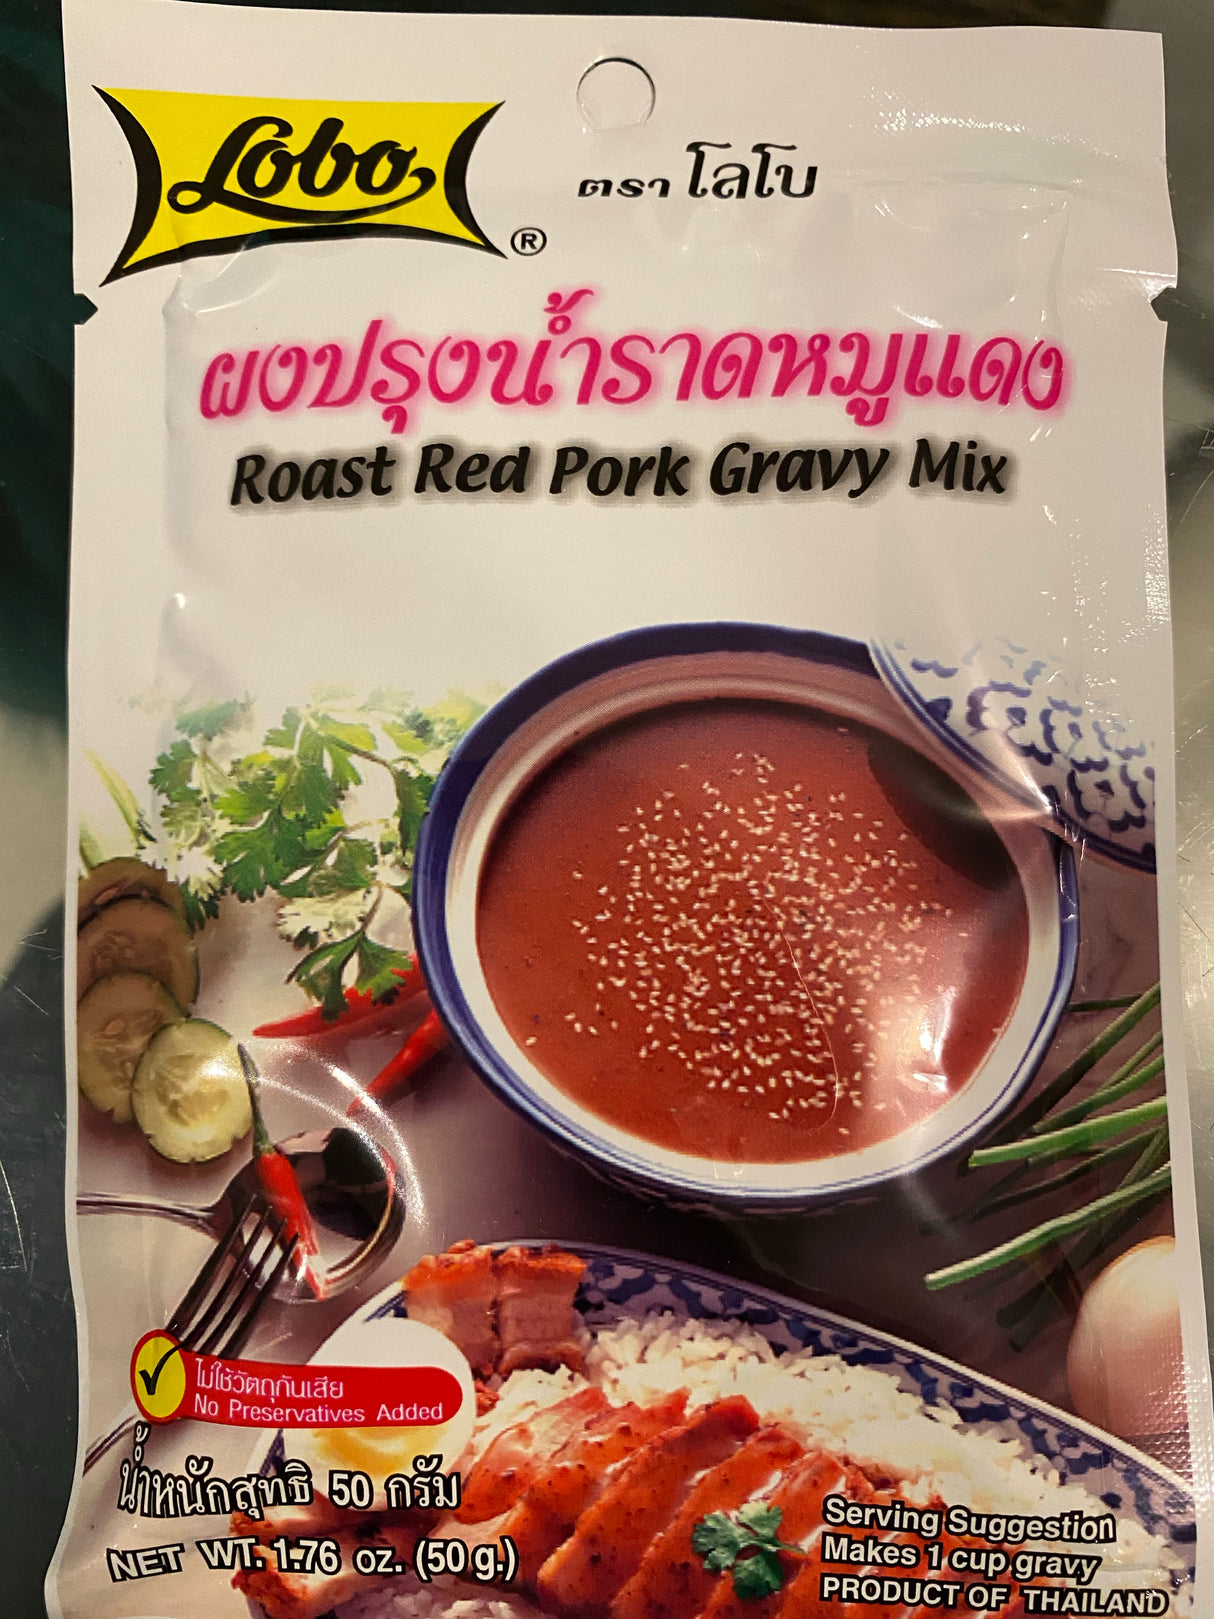 Lobo
®
ตรา โลโบ
ผงปรุงน้ำราดหมูแดง
Roast Red Pork Gravy Mix
ไม่ใช้วัตถุกันเสีย
No Preservatives Added
น้ำหนักสุทธิ 50 กรัม
NET WT. 1.76 oz. (50 g.)
Serving Suggestion
Makes 1 cup gravy
PRODUCT OF THAILAND